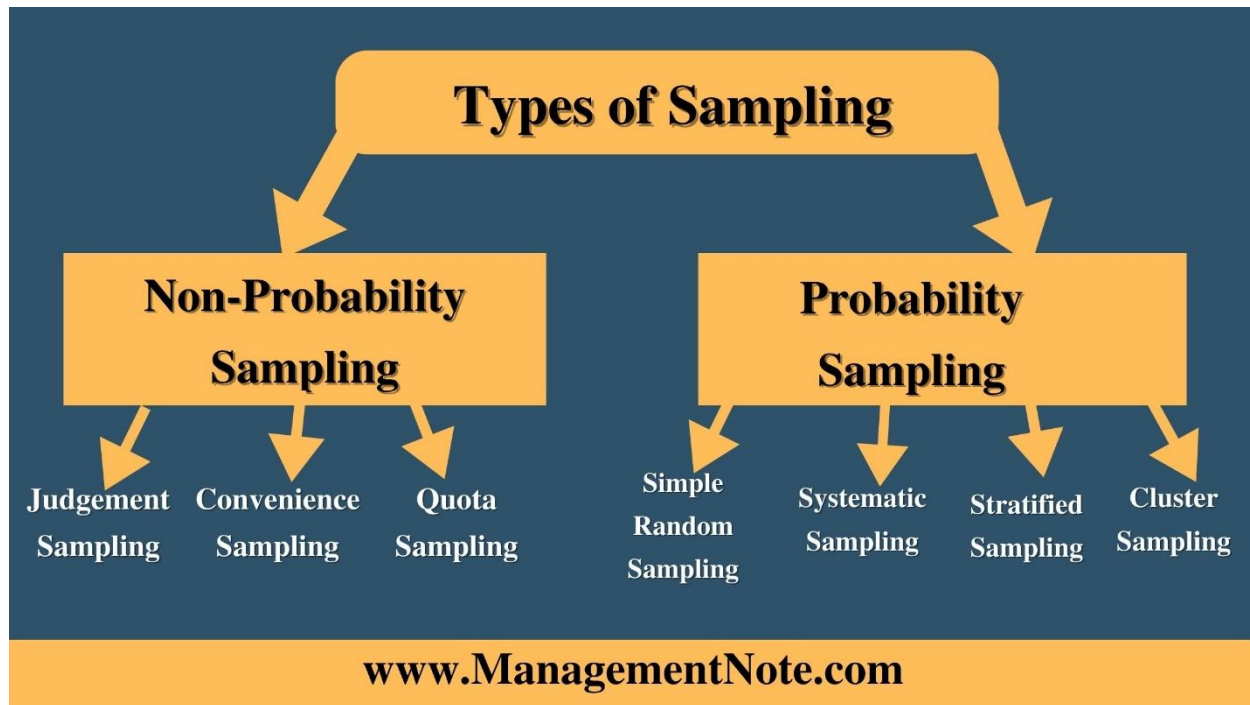 Types of Sampling
Non-Probability
Sampling
Probability
Sampling
Judgement
Sampling
Convenience
Sampling
Quota
Sampling
Simple
Random
Sampling
Systematic
Sampling
Stratified
Sampling
Cluster
Sampling
www.ManagementNote.com